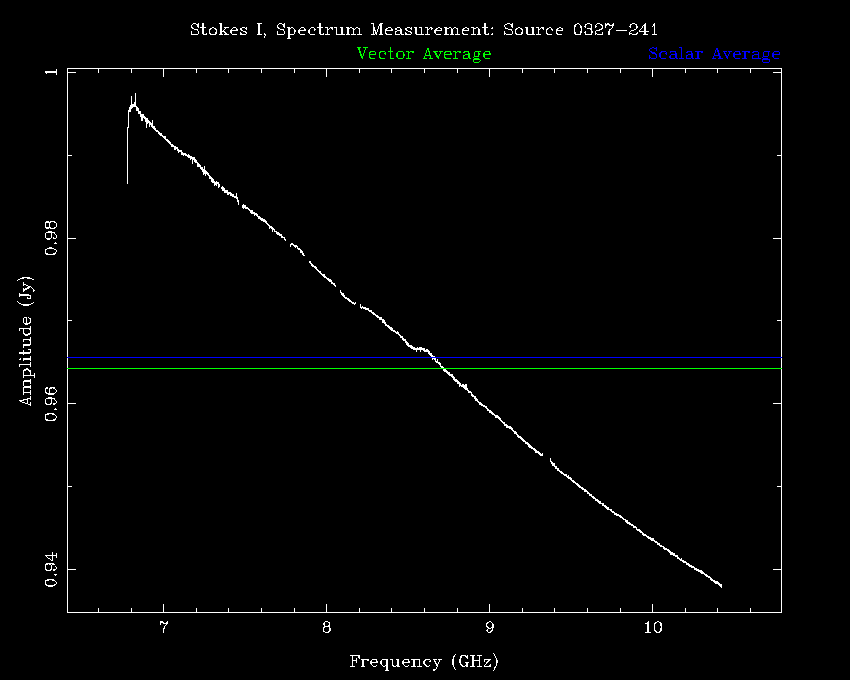 Stokes I, Spectrum Measurement: Source 0327−241
Vector Average
Scalar Average
1
0.98
0.96
0.94
Amplitude (Jy)
7 8 9 10
Frequency (GHz)